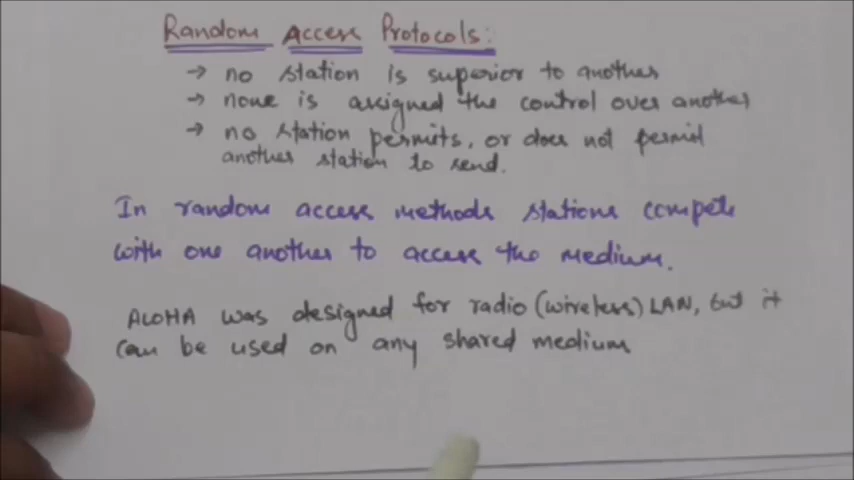 Random Access Protocols:
→ no station is superior to another
→ none is assigned the control over another
→ no station permits, or does not permit
another station to send.
In random access methods stations compete
with one another to access the medium.
ALOHA was designed for radio (wireless) LAN, but it
can be used on any shared medium